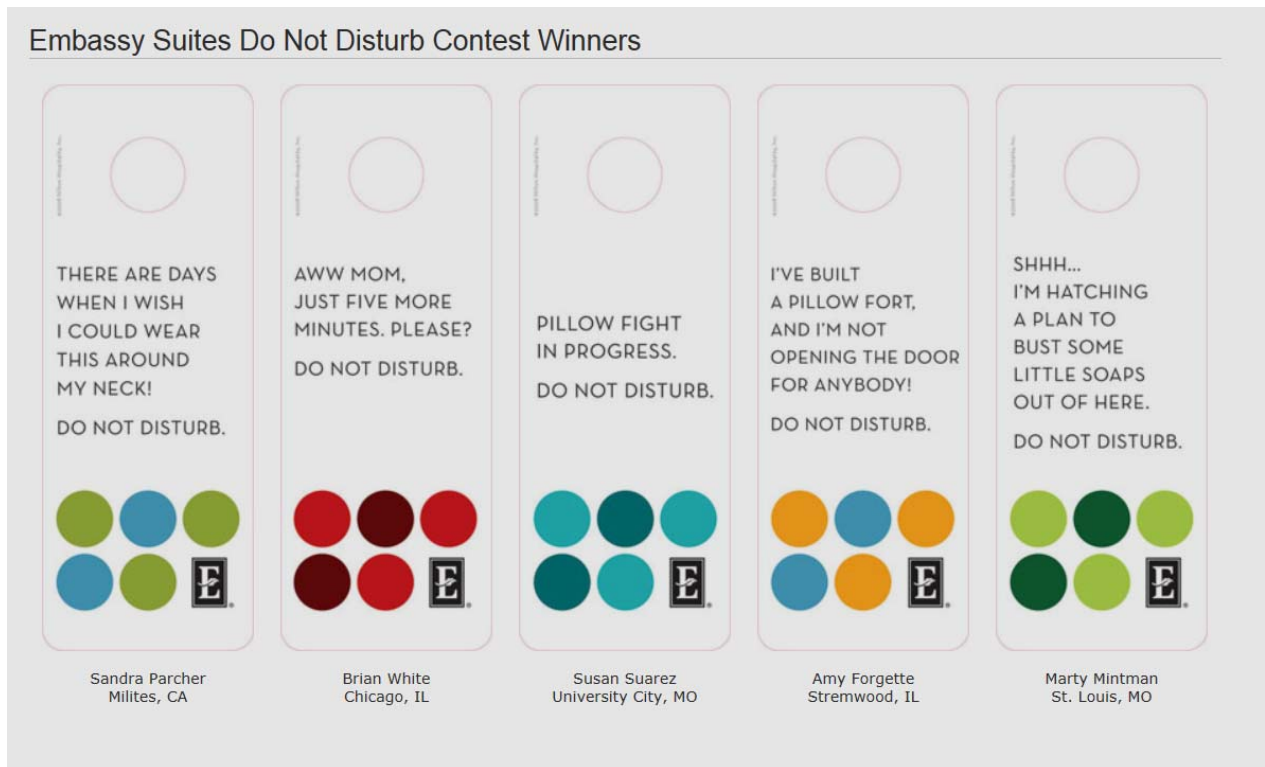 Embassy Suites Do Not Disturb Contest Winners
THERE ARE DAYS
WHEN I WISH
I COULD WEAR
THIS AROUND
MY NECK!
DO NOT DISTURB.
E
Sandra Parcher
Milites, CA
AWW MOM,
JUST FIVE MORE
MINUTES. PLEASE?
DO NOT DISTURB.
E
Brian White
Chicago, IL
PILLOW FIGHT
IN PROGRESS.
DO NOT DISTURB.
E
Susan Suarez
University City, MO
I'VE BUILT
A PILLOW FORT,
AND I'M NOT
OPENING THE DOOR
FOR ANYBODY!
DO NOT DISTURB.
E
Amy Forgette
Stremwood, IL
SHHH...
I'M HATCHING
A PLAN TO
BUST SOME
LITTLE SOAPS
OUT OF HERE.
DO NOT DISTURB.
E
Marty Mintman
St. Louis, MO